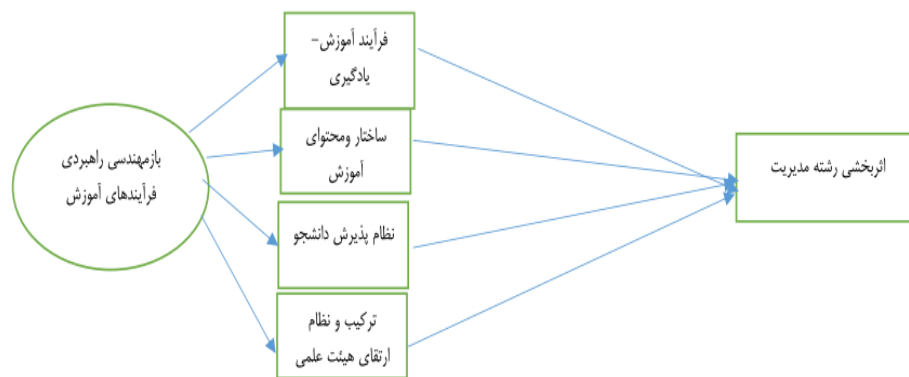 بازمهندسی راهبردی
فرآیندهای آموزش
فرآیند آموزش-
یادگیری
ساختار ومحتوای
آموزش
نظام پذیرش دانشجو
ترکیب و نظام
ارتقای هیئت علمی
اثربخشی رشته مدیریت